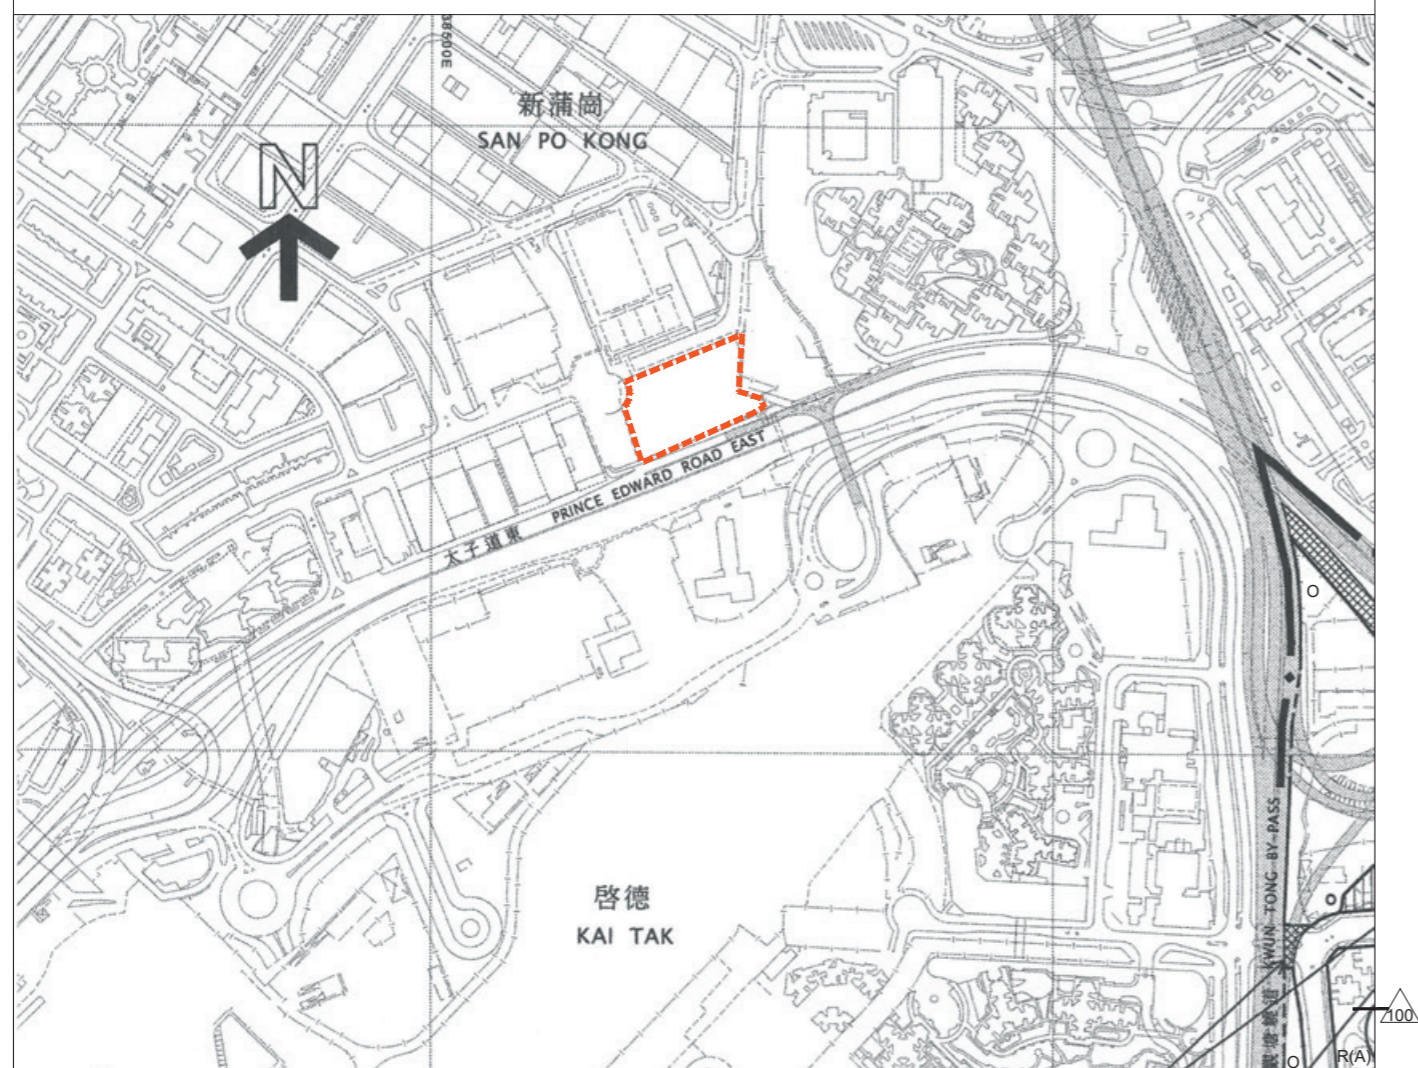 38500E
新蒲崗
SAN PO KONG
N
太子道東 PRINCE EDWARD ROAD EAST
O
啓德
KAI TAK
KWUN TONG BY-PASS
O
100
R(A)
O